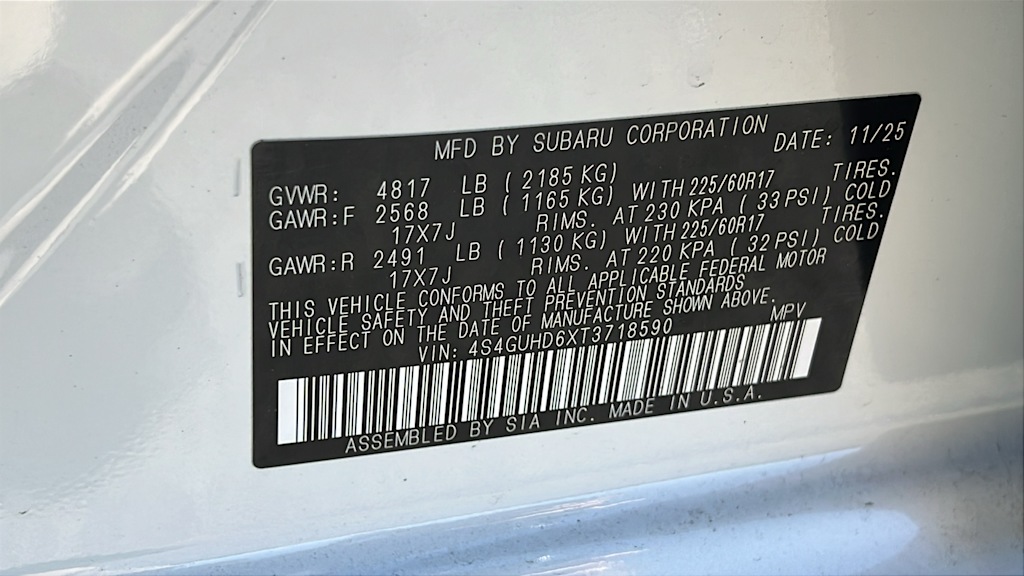 MFD BY SUBARU CORPORATION DATE: 11/25
GVWR: 4817 LB ( 2185 KG)
GAWR:F 2568 LB ( 1165 KG) WITH 225/60R17 TIRES.
17X7J RIMS. AT 230 KPA ( 33 PSI) COLD
GAWR:R 2491 LB ( 1130 KG) WITH 225/60R17 TIRES.
17X7J RIMS. AT 220 KPA ( 32 PSI) COLD
THIS VEHICLE CONFORMS TO ALL APPLICABLE FEDERAL MOTOR
VEHICLE SAFETY AND THEFT PREVENTION STANDARDS
IN EFFECT ON THE DATE OF MANUFACTURE SHOWN ABOVE.
VIN: 4S4GUHD6XT3718590 MPV
ASSEMBLED BY SIA INC. MADE IN U.S.A.